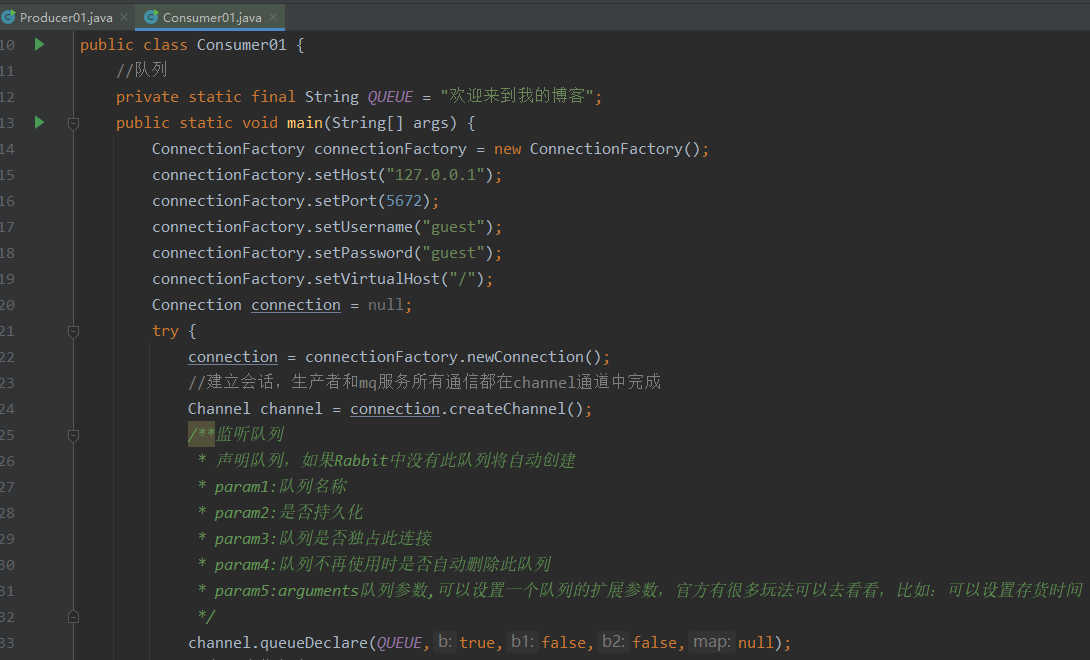 Producer01.java Consumer01.java
10 public class Consumer01 {
11 //队列
12 private static final String QUEUE = "欢迎来到我的博客";
13 public static void main(String[] args) {
14 ConnectionFactory connectionFactory = new ConnectionFactory();
15 connectionFactory.setHost("127.0.0.1");
16 connectionFactory.setPort(5672);
17 connectionFactory.setUsername("guest");
18 connectionFactory.setPassword("guest");
19 connectionFactory.setVirtualHost("/");
20 Connection connection = null;
21 try {
22 connection = connectionFactory.newConnection();
23 //建立会话，生产者和mq服务所有通信都在channel通道中完成
24 Channel channel = connection.createChannel();
25 /**监听队列
26 * 声明队列，如果Rabbit中没有此队列将自动创建
27 * param1:队列名称
28 * param2:是否持久化
29 * param3:队列是否独占此连接
30 * param4:队列不再使用时是否自动删除此队列
31 * param5:arguments队列参数,可以设置一个队列的扩展参数，官方有很多玩法可以去看看，比如：可以设置存货时间
32 */
33 channel.queueDeclare(QUEUE, b: true, b1: false, b2: false, map: null);